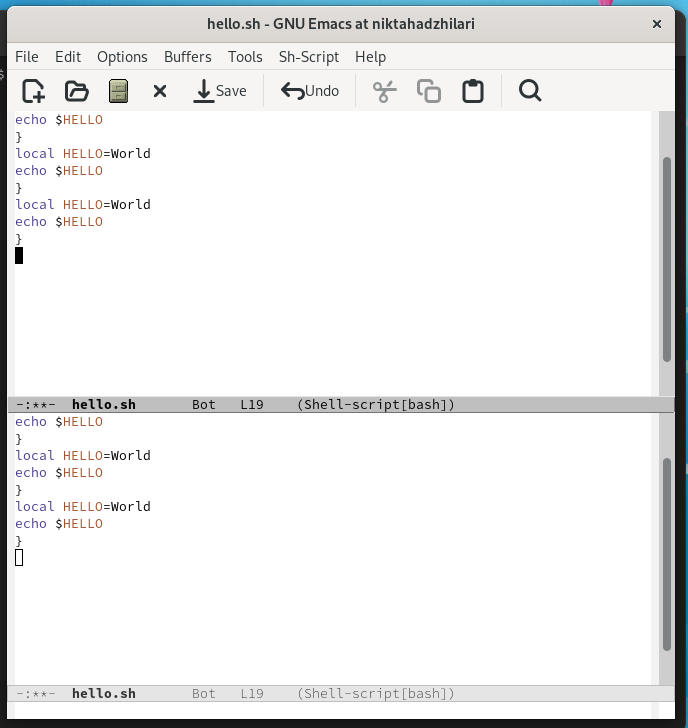 hello.sh - GNU Emacs at niktahadzhilari
File Edit Options Buffers Tools Sh-Script Help
Save Undo
echo $HELLO
}
local HELLO=World
echo $HELLO
}
local HELLO=World
echo $HELLO
}
-:**- hello.sh Bot L19 (Shell-script[bash])
echo $HELLO
}
local HELLO=World
echo $HELLO
}
local HELLO=World
echo $HELLO
}
-:**- hello.sh Bot L19 (Shell-script[bash])